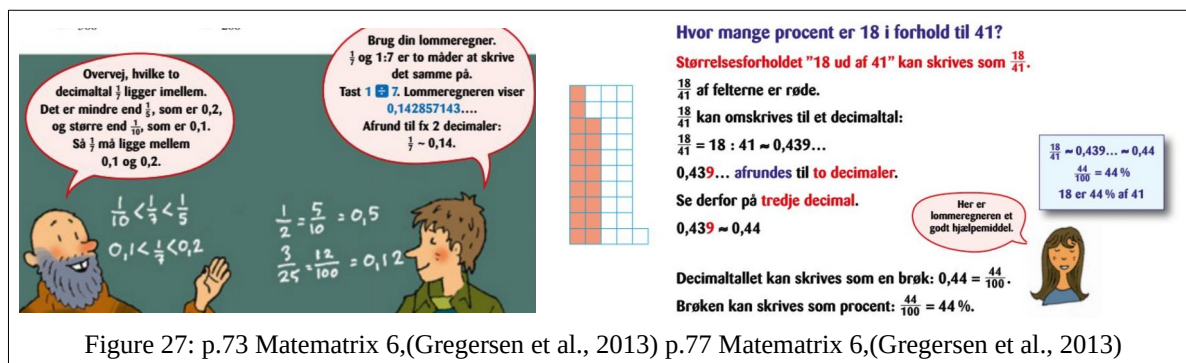 Overvej, hvilke to
decimaltal 1/7 ligger imellem.
Det er mindre end 1/5, som er 0,2,
og større end 1/10, som er 0,1.
Så 1/7 må ligge mellem
0,1 og 0,2.
Brug din lommeregner.
1/7 og 1:7 er to måder at skrive
det samme på.
Tast 1 ÷ 7. Lommeregneren viser
0,142857143....
Afrund til fx 2 decimaler:
1/7 ~ 0,14.
1/10 < 1/7 < 1/5
0,1 < 1/7 < 0,2
1/2 = 5/10 = 0,5
3/25 = 12/100 = 0,12
Hvor mange procent er 18 i forhold til 41?
Størrelsesforholdet "18 ud af 41" kan skrives som 18/41.
18/41 af felterne er røde.
18/41 kan omskrives til et decimaltal:
18/41 = 18 : 41 ≈ 0,439...
0,439... afrundes til to decimaler.
Se derfor på tredje decimal.
0,439 ≈ 0,44
Decimaltallet kan skrives som en brøk: 0,44 = 44/100.
Brøken kan skrives som procent: 44/100 = 44 %.
18/41 ≈ 0,439... ≈ 0,44
44/100 = 44 %
18 er 44 % af 41
Her er
lommeregneren et
godt hjælpemiddel.
Figure 27: p.73 Matematrix 6,(Gregersen et al., 2013) p.77 Matematrix 6,(Gregersen et al., 2013)